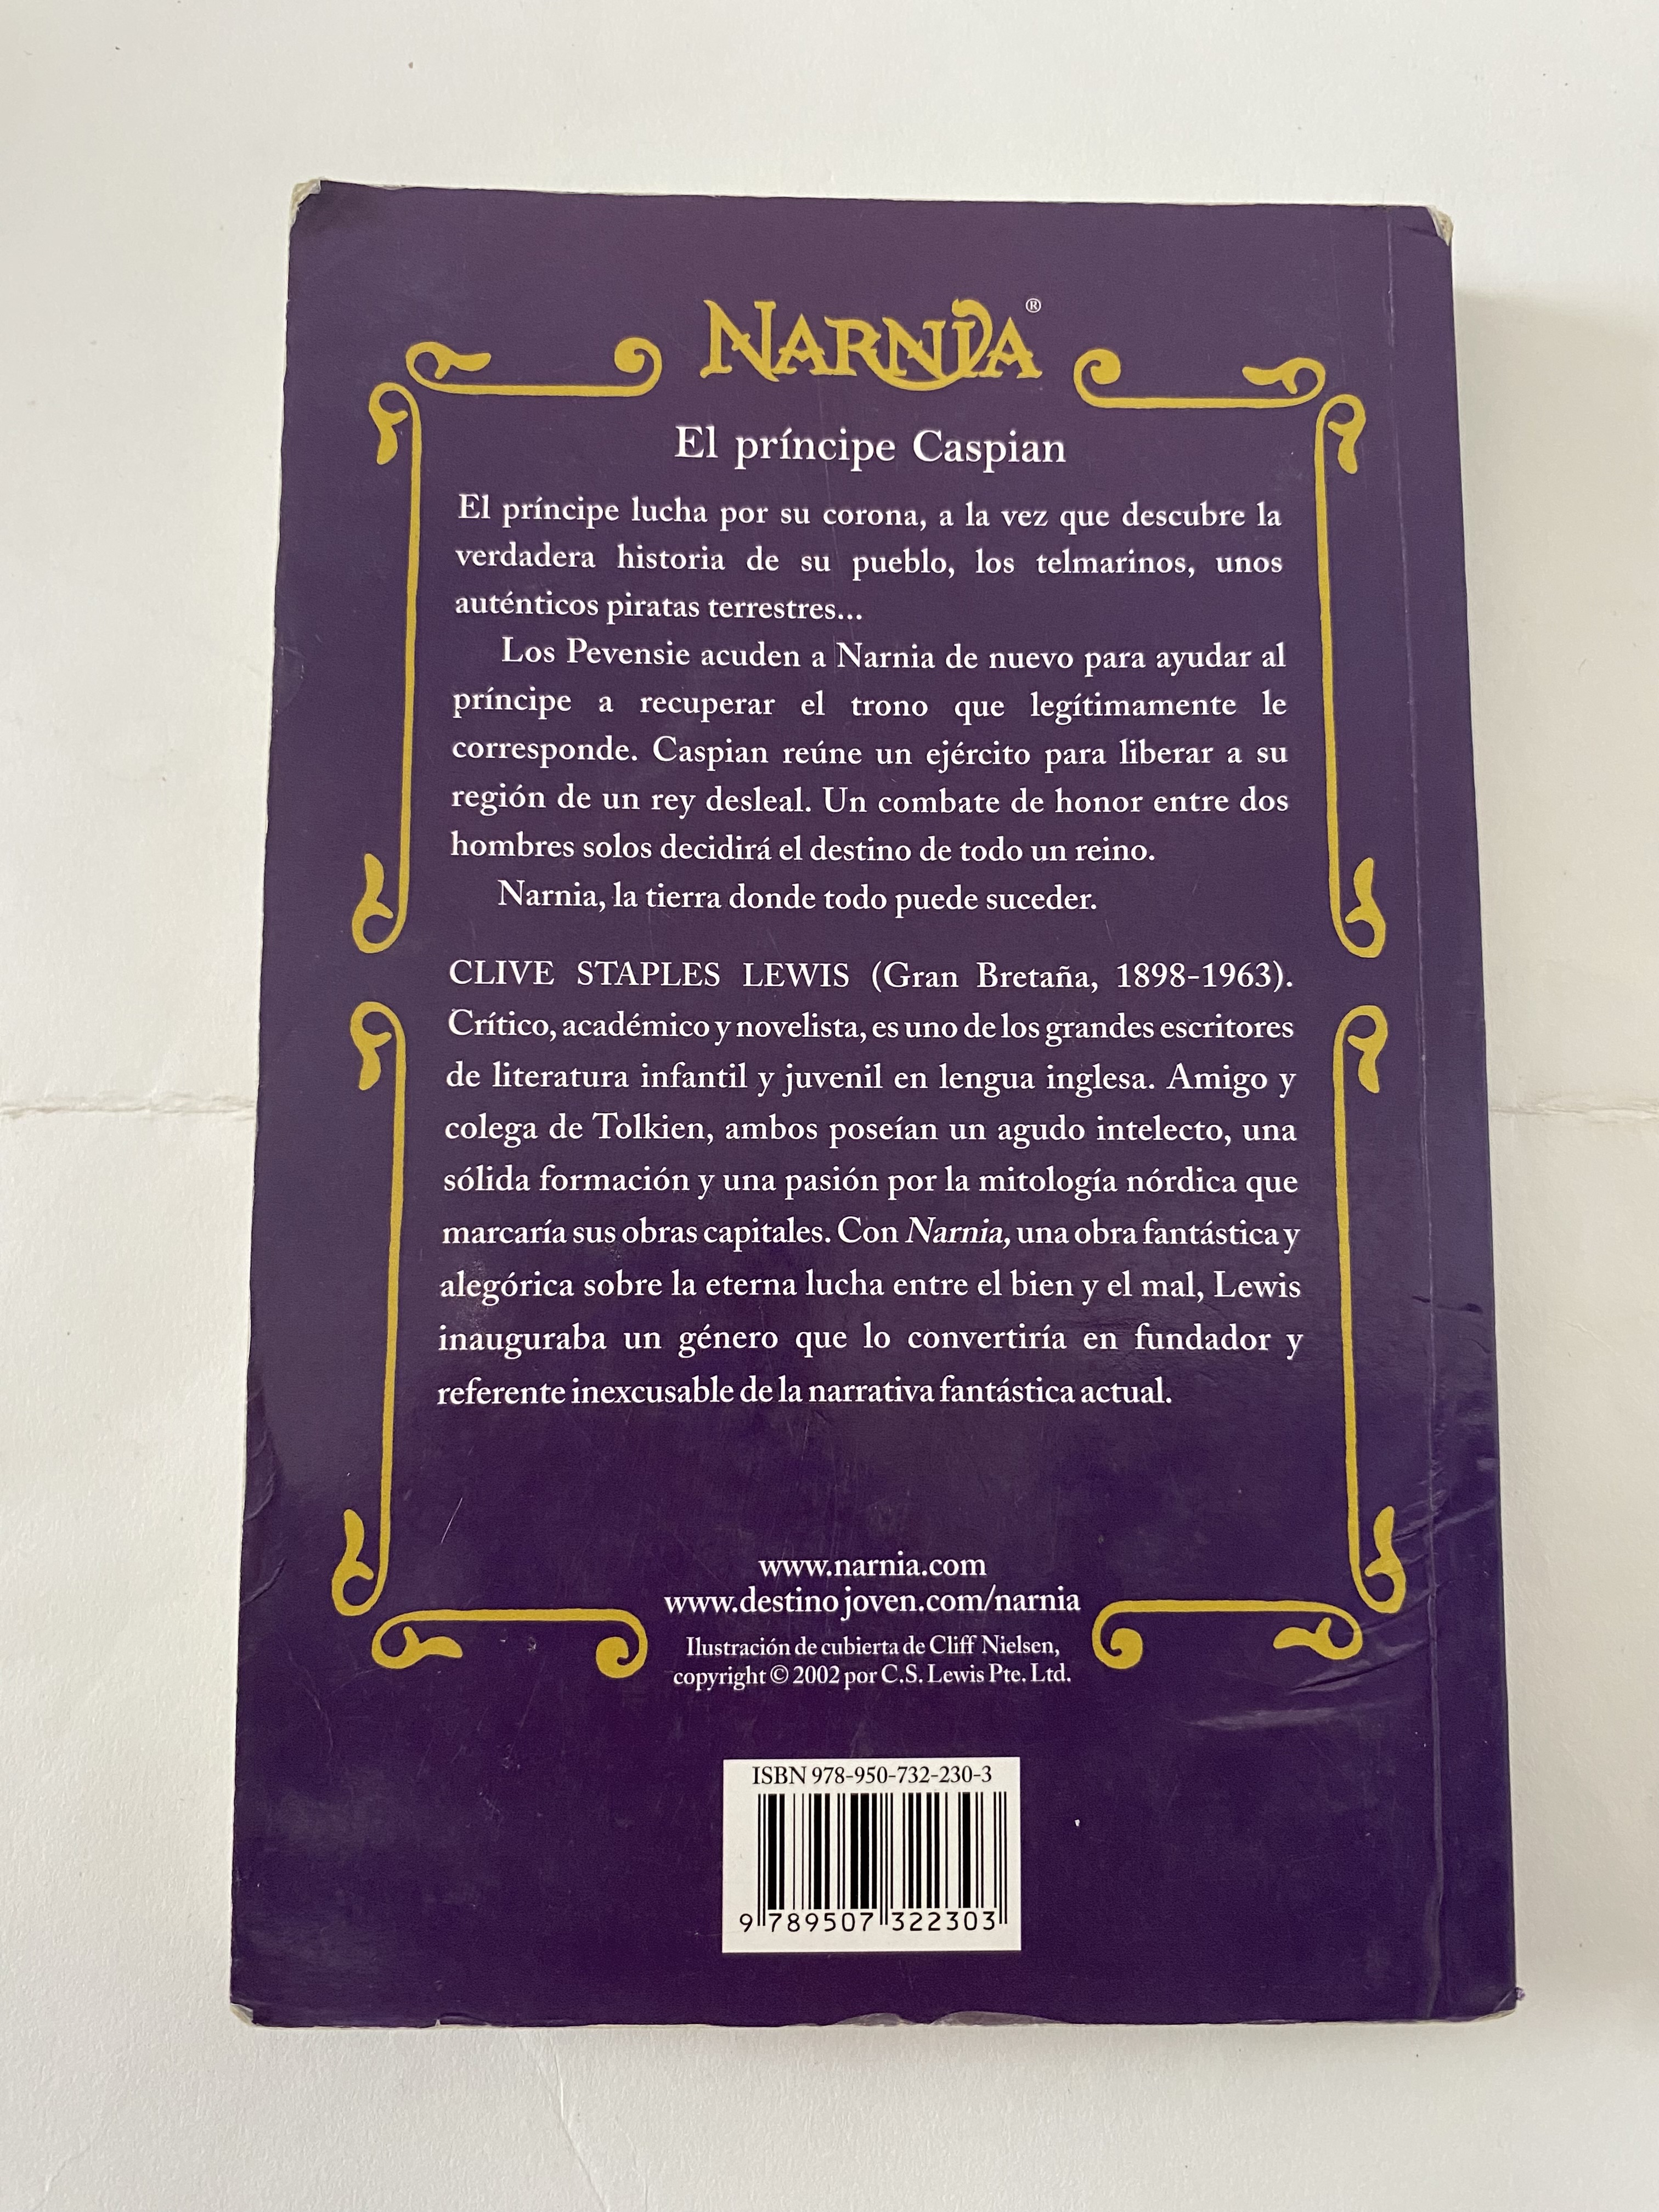 NARNIA®
El príncipe Caspian
El príncipe lucha por su corona, a la vez que descubre la
verdadera historia de su pueblo, los telmarinos, unos
auténticos piratas terrestres...
Los Pevensie acuden a Narnia de nuevo para ayudar al
príncipe a recuperar el trono que legítimamente le
corresponde. Caspian reúne un ejército para liberar a su
región de un rey desleal. Un combate de honor entre dos
hombres solos decidirá el destino de todo un reino.
Narnia, la tierra donde todo puede suceder.
CLIVE STAPLES LEWIS (Gran Bretaña, 1898-1963).
Crítico, académico y novelista, es uno de los grandes escritores
de literatura infantil y juvenil en lengua inglesa. Amigo y
colega de Tolkien, ambos poseían un agudo intelecto, una
sólida formación y una pasión por la mitología nórdica que
marcaría sus obras capitales. Con Narnia, una obra fantástica y
alegórica sobre la eterna lucha entre el bien y el mal, Lewis
inauguraba un género que lo convertiría en fundador y
referente inexcusable de la narrativa fantástica actual.
www.narnia.com
www.destinojoven.com/narnia
Ilustración de cubierta de Cliff Nielsen,
copyright © 2002 por C.S. Lewis Pte. Ltd.
ISBN 978-950-732-230-3
9 789507 322303